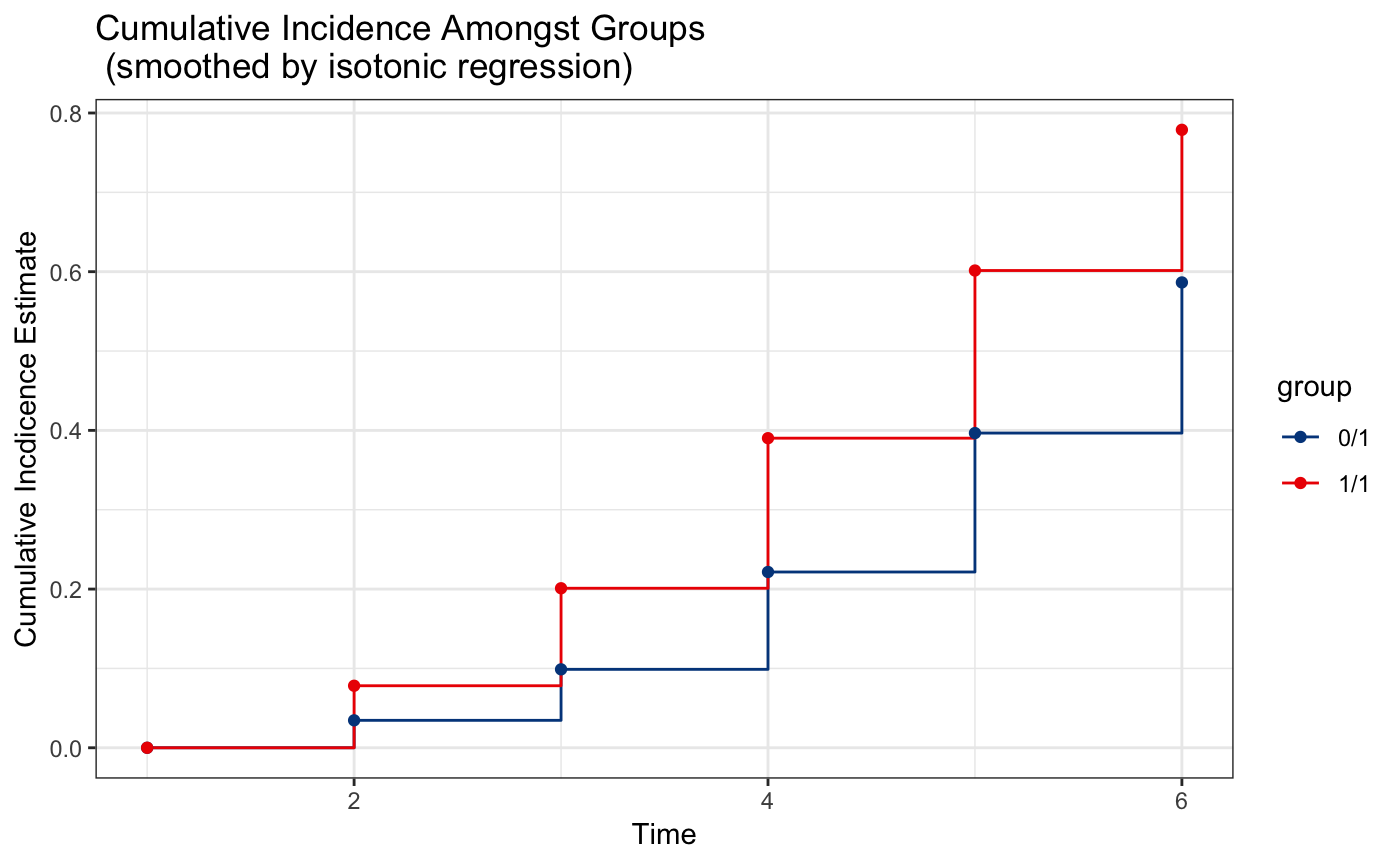 Cumulative Incidence Amongst Groups
(smoothed by isotonic regression)
0.8
0.6
0.4
0.2
0.0
Cumulative Incdicence Estimate
2
4
6
Time
group
0/1
1/1